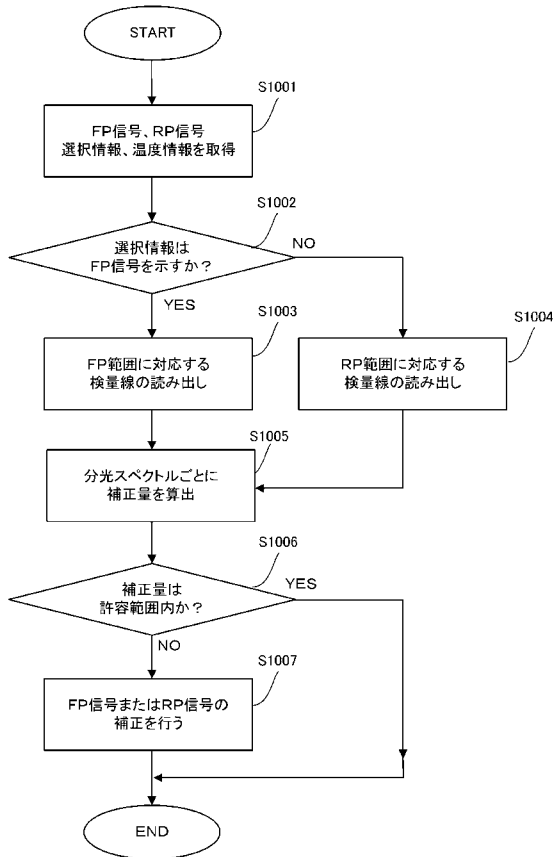 START
S1001
FP信号、RP信号
選択情報、温度情報を取得
S1002
選択情報は
FP信号を示すか？
NO
YES
S1003
FP範囲に対応する
検量線の読み出し
S1004
RP範囲に対応する
検量線の読み出し
S1005
分光スペクトルごとに
補正量を算出
S1006
補正量は
許容範囲内か？
YES
NO
S1007
FP信号またはRP信号の
補正を行う
END